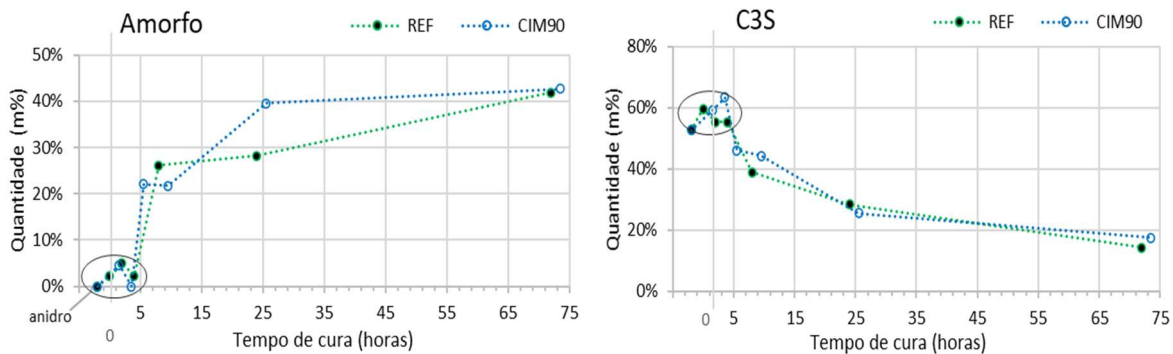 Amorfo
REF CIM90
Quantidade (m%)
50%
40%
30%
20%
10%
0%
anidro
0
5 15 25 35 45 55 65 75
Tempo de cura (horas)
C3S
REF CIM90
Quantidade (m%)
80%
60%
40%
20%
0%
0 5 15 25 35 45 55 65 75
Tempo de cura (horas)